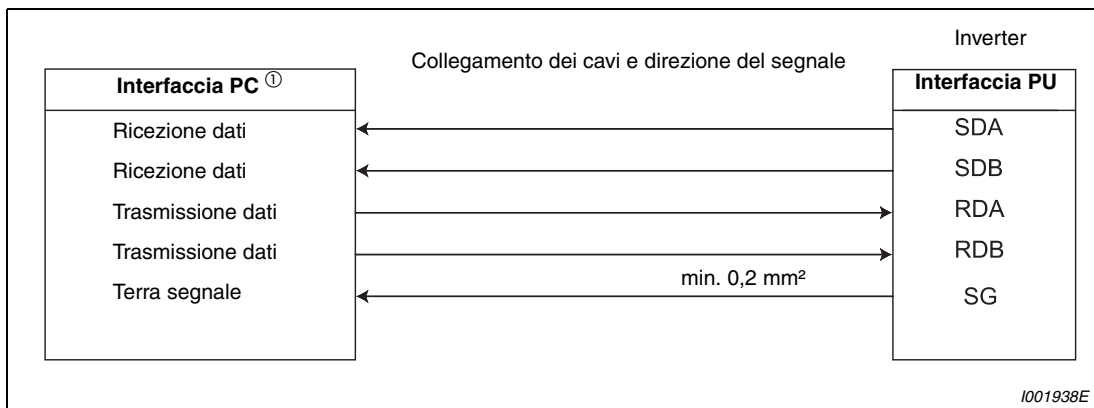 Inverter
Collegamento dei cavi e direzione del segnale
Interfaccia PC ①
Interfaccia PU
Ricezione dati
SDA
Ricezione dati
SDB
Trasmissione dati
RDA
Trasmissione dati
RDB
min. 0,2 mm²
Terra segnale
SG
I001938E